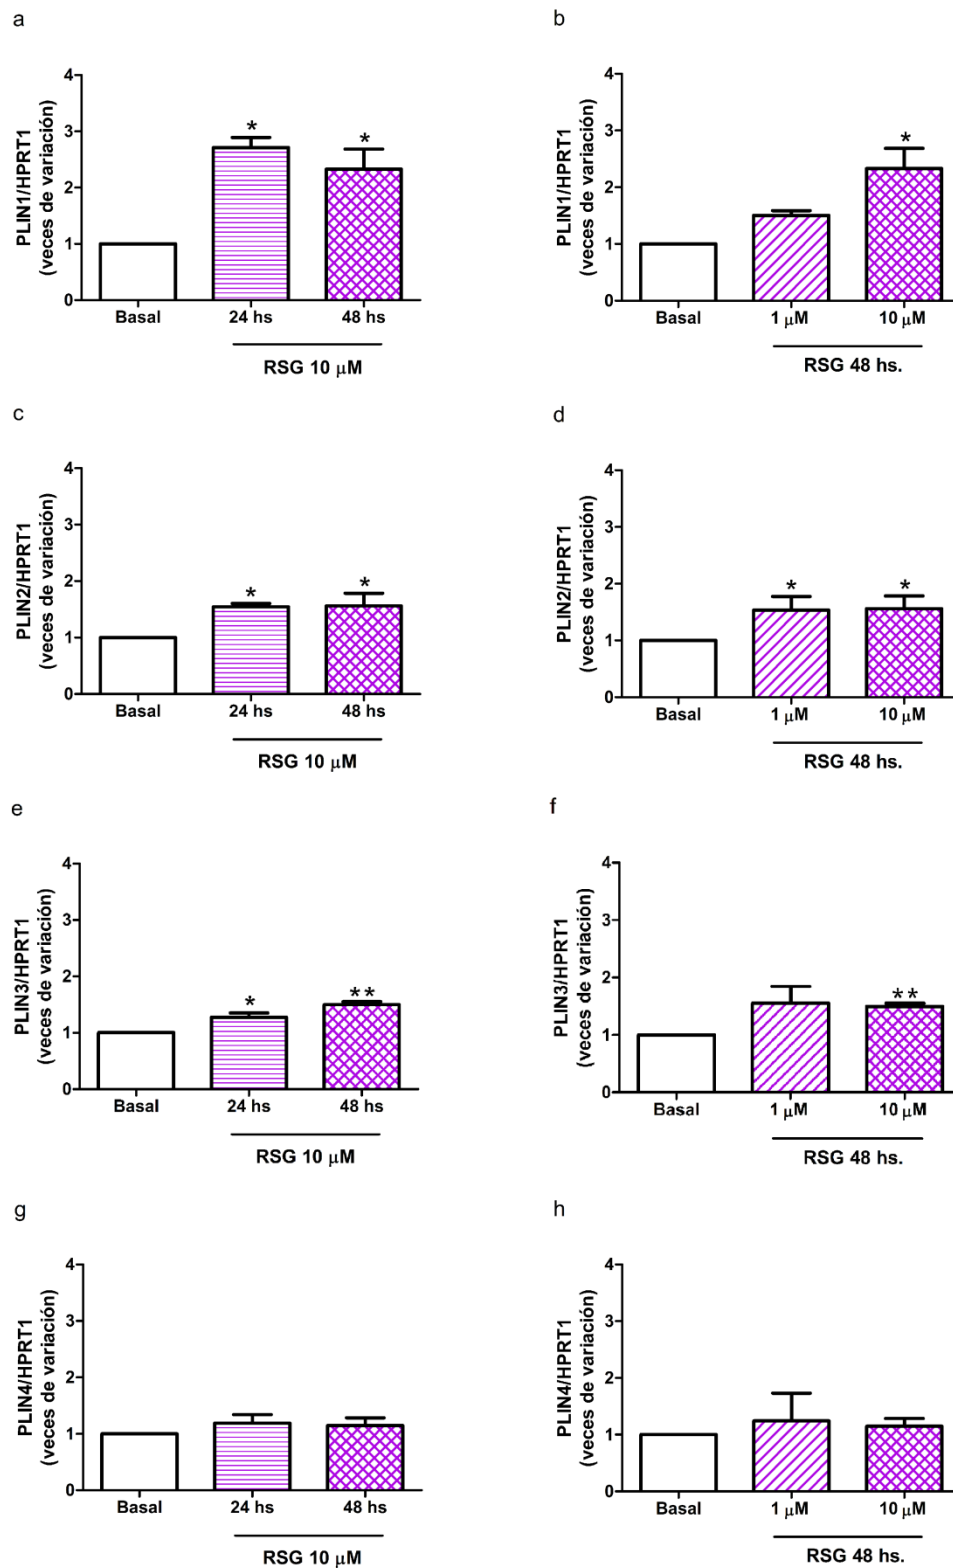 a
PLIN1/HPRT1
(veces de variación)
4
3
2
1
0
*
*
Basal
24 hs
48 hs
RSG 10 μM
b
PLIN1/HPRT1
(veces de variación)
4
3
2
1
0
*
Basal
1 μM
10 μM
RSG 48 hs.
c
PLIN2/HPRT1
(veces de variación)
4
3
2
1
0
*
*
Basal
24 hs
48 hs
RSG 10 μM
d
PLIN2/HPRT1
(veces de variación)
4
3
2
1
0
*
*
Basal
1 μM
10 μM
RSG 48 hs.
e
PLIN3/HPRT1
(veces de variación)
4
3
2
1
0
*
**
Basal
24 hs
48 hs
RSG 10 μM
f
PLIN3/HPRT1
(veces de variación)
4
3
2
1
0
**
Basal
1 μM
10 μM
RSG 48 hs.
g
PLIN4/HPRT1
(veces de variación)
4
3
2
1
0
Basal
24 hs
48 hs
RSG 10 μM
h
PLIN4/HPRT1
(veces de variación)
4
3
2
1
0
Basal
1 μM
10 μM
RSG 48 hs.